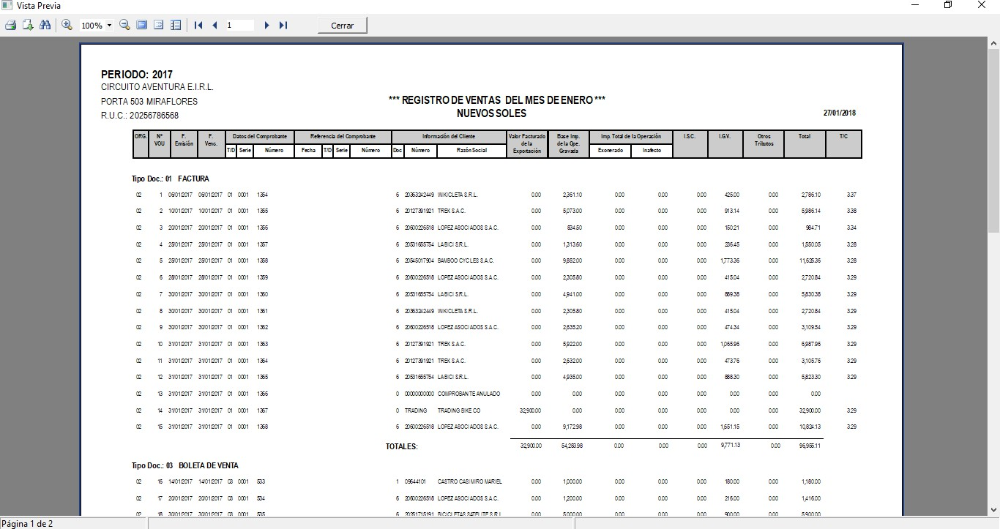 Vista Previa
100%
1
Cerrar
PERIODO: 2017
CIRCUITO AVENTURA E.I.R.L.
PORTA 503 MIRAFLORES
R.U.C.: 20256786568
*** REGISTRO DE VENTAS DEL MES DE ENERO ***
NUEVOS SOLES
27/01/2018
ORG. N° VOU F. Emisión F. Venc. Datos del Comprobante Referencia del Comprobante Información del Cliente Valor Facturado de la Exportación Base Imp. de la Ope. Gravada Imp. Total de la Operación I.S.C. I.G.V. Otros Tributos Total T/C
T/D Serie Número Fecha T/D Serie Número Doc Número Razón Social Exonerado Inafecto
Tipo Doc.: 01 FACTURA
02 1 06/01/2017 06/01/2017 01 0001 1354 6 20363242449 WIKICLETA S.R.L. 0.00 2,361.10 0.00 0.00 0.00 425.00 0.00 2,786.10 3.37
02 2 10/01/2017 10/01/2017 01 0001 1355 6 20127391921 TREK S.A.C. 0.00 5,073.00 0.00 0.00 0.00 913.14 0.00 5,986.14 3.38
02 3 20/01/2017 20/01/2017 01 0001 1356 6 20600226518 LOPEZ ASOCIADOS S.A.C. 0.00 834.50 0.00 0.00 0.00 150.21 0.00 984.71 3.34
02 4 25/01/2017 25/01/2017 01 0001 1357 6 20531655754 LABICI S.R.L. 0.00 1,313.60 0.00 0.00 0.00 236.45 0.00 1,550.05 3.28
02 5 25/01/2017 25/01/2017 01 0001 1358 6 20545017904 BAMBOO CYCLES S.A.C. 0.00 9,852.00 0.00 0.00 0.00 1,773.36 0.00 11,625.36 3.28
02 6 28/01/2017 28/01/2017 01 0001 1359 6 20600226518 LOPEZ ASOCIADOS S.A.C. 0.00 2,305.80 0.00 0.00 0.00 415.04 0.00 2,720.84 3.29
02 7 30/01/2017 30/01/2017 01 0001 1360 6 20531655754 LABICI S.R.L. 0.00 4,941.00 0.00 0.00 0.00 889.38 0.00 5,830.38 3.29
02 8 30/01/2017 30/01/2017 01 0001 1361 6 20363242449 WIKICLETA S.R.L. 0.00 2,305.80 0.00 0.00 0.00 415.04 0.00 2,720.84 3.29
02 9 30/01/2017 30/01/2017 01 0001 1362 6 20600226518 LOPEZ ASOCIADOS S.A.C. 0.00 2,635.20 0.00 0.00 0.00 474.34 0.00 3,109.54 3.29
02 10 31/01/2017 31/01/2017 01 0001 1363 6 20127391921 TREK S.A.C. 0.00 5,922.00 0.00 0.00 0.00 1,065.96 0.00 6,987.96 3.29
02 11 31/01/2017 31/01/2017 01 0001 1364 6 20127391921 TREK S.A.C. 0.00 2,632.00 0.00 0.00 0.00 473.76 0.00 3,105.76 3.29
02 12 31/01/2017 31/01/2017 01 0001 1365 6 20531655754 LABICI S.R.L. 0.00 4,935.00 0.00 0.00 0.00 888.30 0.00 5,823.30 3.29
02 13 31/01/2017 31/01/2017 01 0001 1366 0 00000000000 COMPROBANTE ANULADO 0.00 0.00 0.00 0.00 0.00 0.00 0.00 0.00
02 14 31/01/2017 31/01/2017 01 0001 1367 0 TRADING TRADING BIKE CO 32,900.00 0.00 0.00 0.00 0.00 0.00 0.00 32,900.00 3.29
02 15 31/01/2017 31/01/2017 01 0001 1368 6 20600226518 LOPEZ ASOCIADOS S.A.C. 0.00 9,172.98 0.00 0.00 0.00 1,651.15 0.00 10,824.13 3.29
TOTALES: 32,900.00 54,283.98 0.00 0.00 0.00 9,771.13 0.00 96,955.11
Tipo Doc.: 03 BOLETA DE VENTA
02 16 14/01/2017 14/01/2017 03 0001 533 1 09644101 CASTRO CASIMIRO MARIEL 0.00 1,000.00 0.00 0.00 0.00 180.00 0.00 1,180.00
02 17 20/01/2017 20/01/2017 03 0001 534 6 20600226518 LOPEZ ASOCIADOS S.A.C. 0.00 1,200.00 0.00 0.00 0.00 216.00 0.00 1,416.00
02 18 30/01/2017 30/01/2017 03 0001 535 6 20251715191 BICICLETAS SATELITE S.R.L 0.00 5,000.00 0.00 0.00 0.00 900.00 0.00 5,900.00
Página 1 de 2